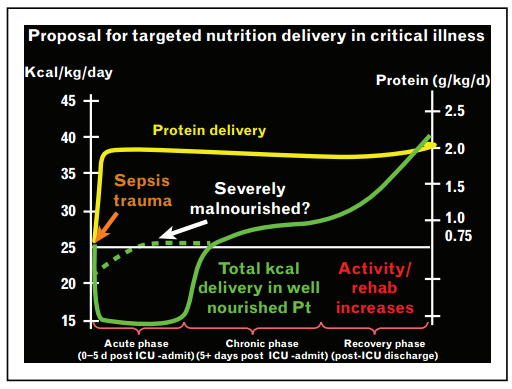 Proposal for targeted nutrition delivery in critical illness
Kcal/kg/day
Protein (g/kg/d)
45
40
35
30
25
20
15
2.5
2.0
1.5
1.0
0.75
Protein delivery
Sepsis
trauma
Severely
malnourished?
Total kcal
delivery in well
nourished Pt
Activity/
rehab
increases
Acute phase
(0–5 d post ICU -admit)
Chronic phase
(5+ days post ICU -admit)
Recovery phase
(post-ICU discharge)